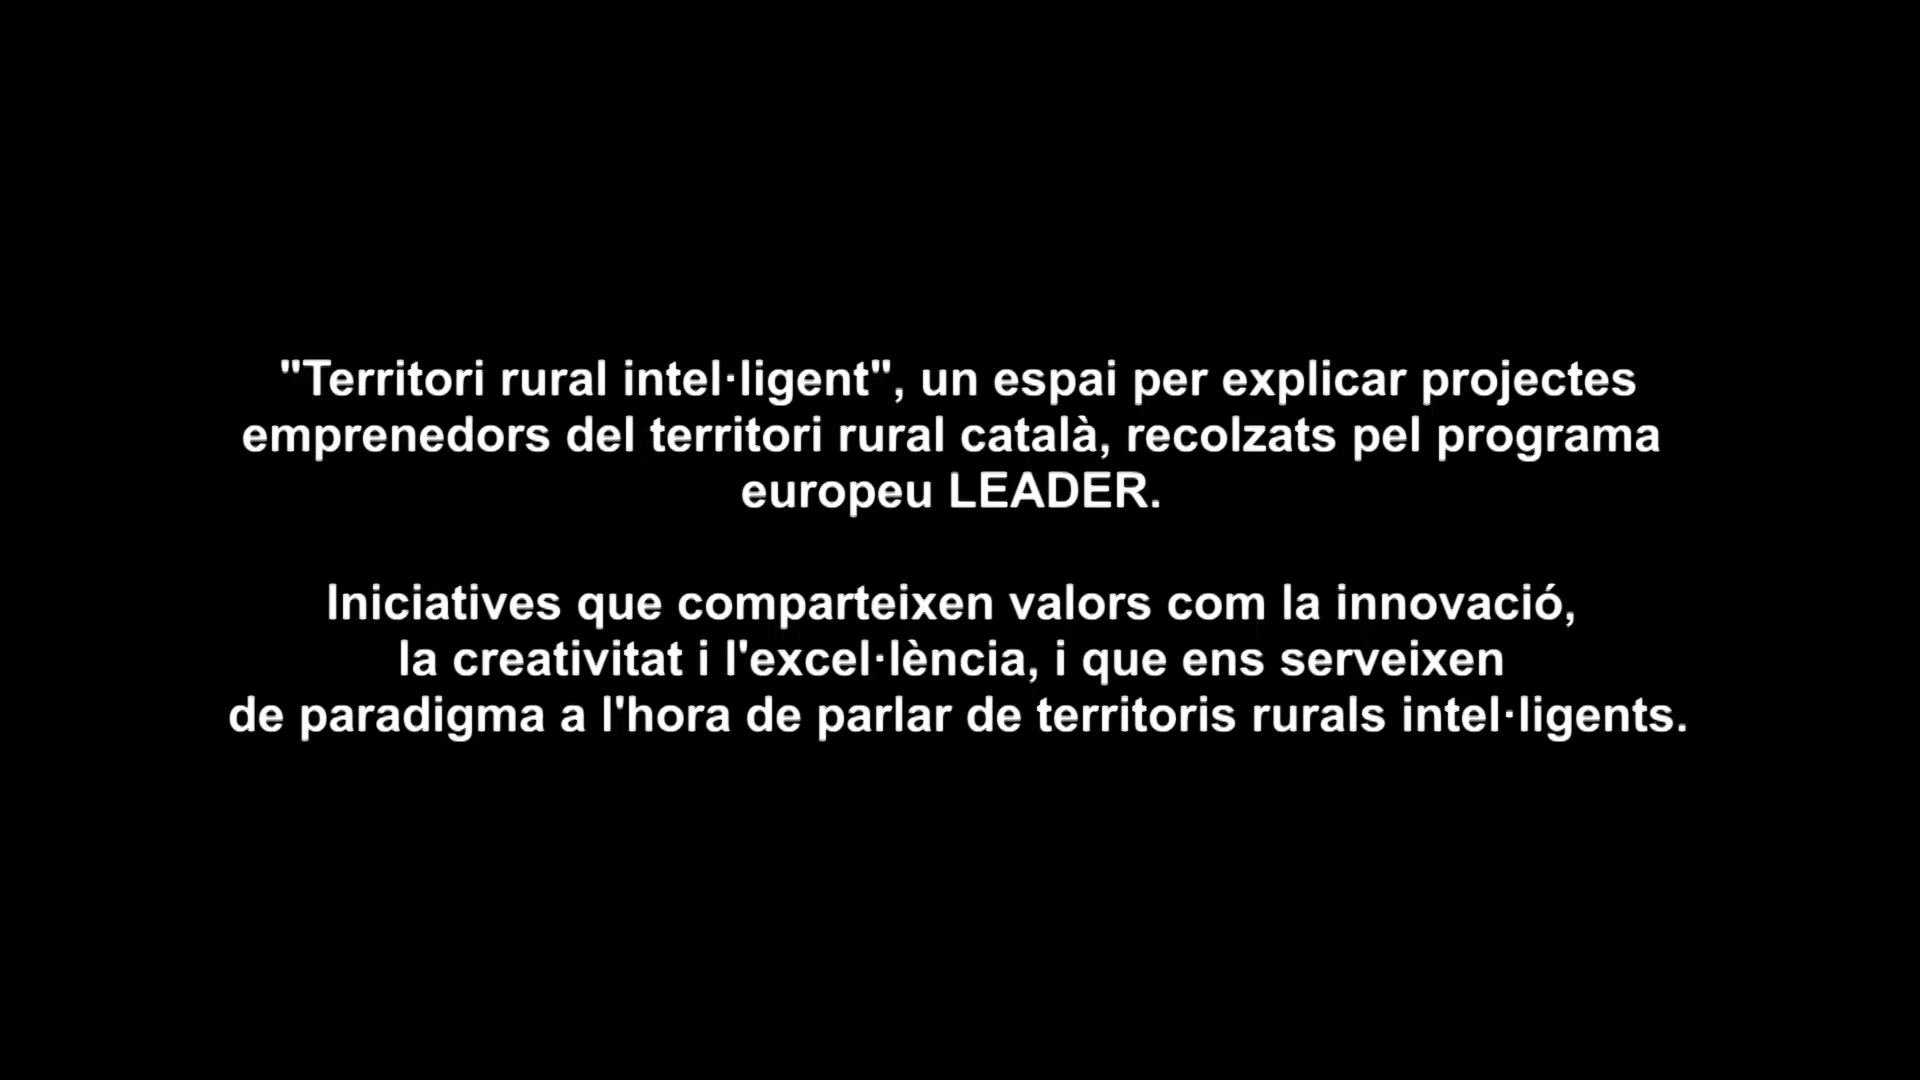 "Territori rural intel·ligent", un espai per explicar projectes
emprenedors del territori rural català, recolzats pel programa
europeu LEADER.
Iniciatives que comparteixen valors com la innovació,
la creativitat i l'excel·lència, i que ens serveixen
de paradigma a l'hora de parlar de territoris rurals intel·ligents.